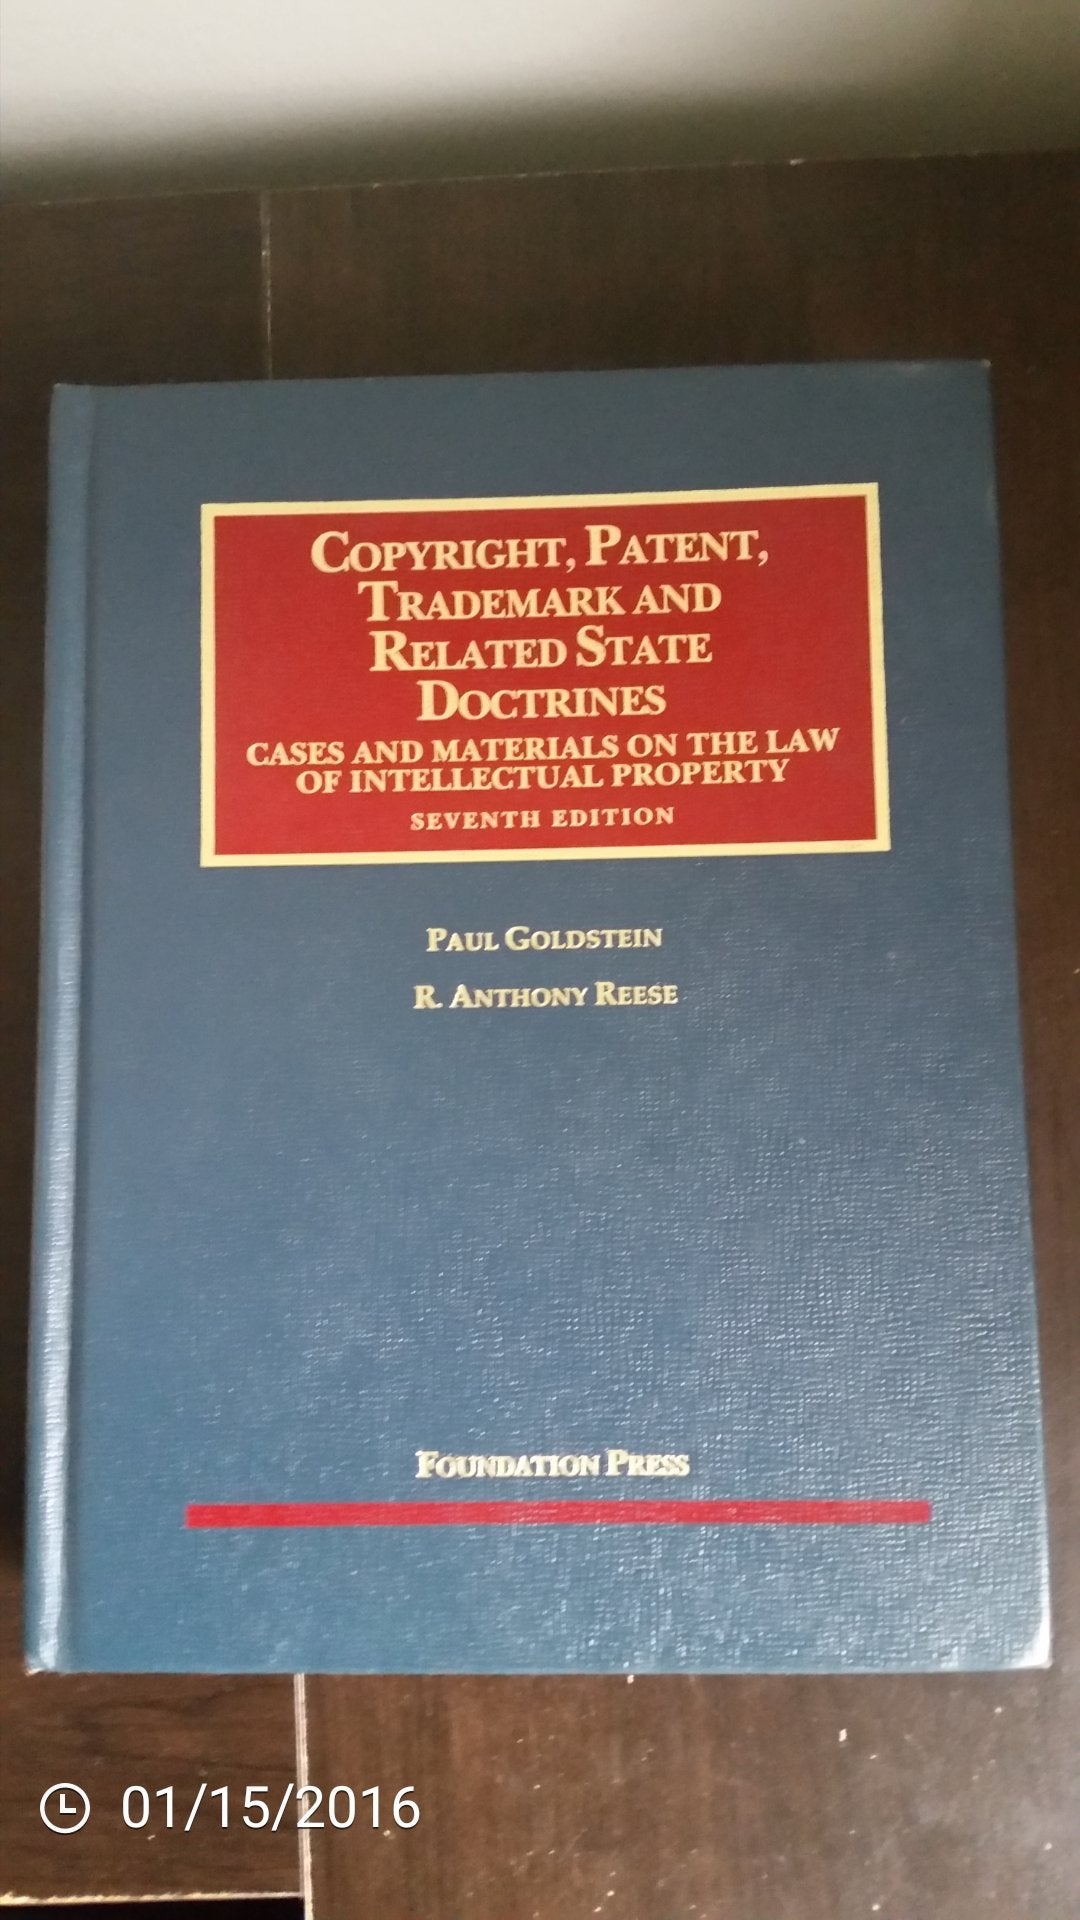 COPYRIGHT, PATENT,
TRADEMARK AND
RELATED STATE
DOCTRINES
CASES AND MATERIALS ON THE LAW
OF INTELLECTUAL PROPERTY
SEVENTH EDITION
PAUL GOLDSTEIN
R. ANTHONY REESE
FOUNDATION PRESS
01/15/2016